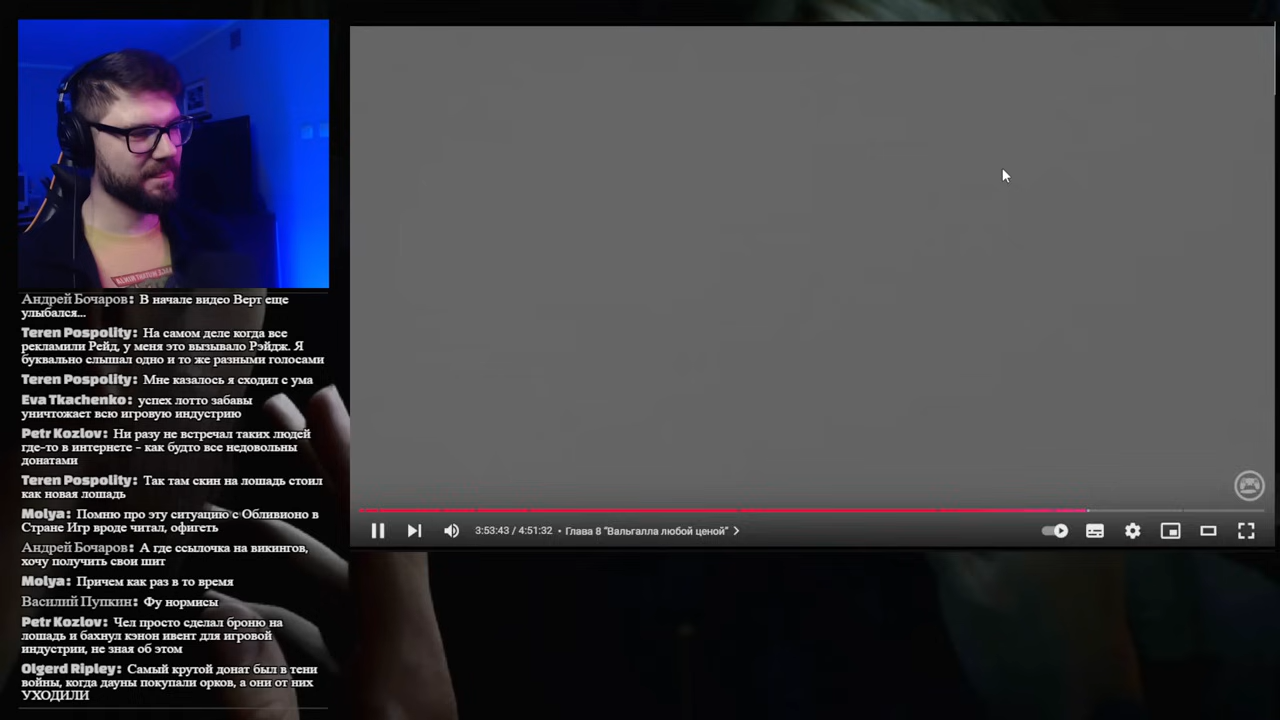 Андрей Бочаров: В начале видео Верт еще
улыбался...
Teren Pospolity: На самом деле когда все
рекламили Рейд, у меня это вызывало Рэйдж. Я
буквально слышал одно и то же разными голосами
Teren Pospolity: Мне казалось я сходил с ума
Eva Tkachenko: успех лотто забавы
уничтожает всю игровую индустрию
Petr Kozlov: Ни разу не встречал таких людей
где-то в интернете - как будто все недовольны
донатами
Teren Pospolity: Так там скин на лошадь стоил
как новая лошадь
Molya: Помню про эту ситуацию с Обливионо в
Стране Игр вроде читал, офигеть
Андрей Бочаров: А где ссылочка на викингов,
хочу получить свои шит
Molya: Причем как раз в то время
Василий Пупкин: Фу нормисы
Petr Kozlov: Чел просто сделал броню на
лошадь и бахнул кэнон ивент для игровой
индустрии, не зная об этом
Olgerd Ripley: Самый крутой донат был в тени
войны, когда дауны покупали орков, а они от них
УХОДИЛИ
3:53:43 / 4:51:32 • Глава 8 "Вальгалла любой ценой"